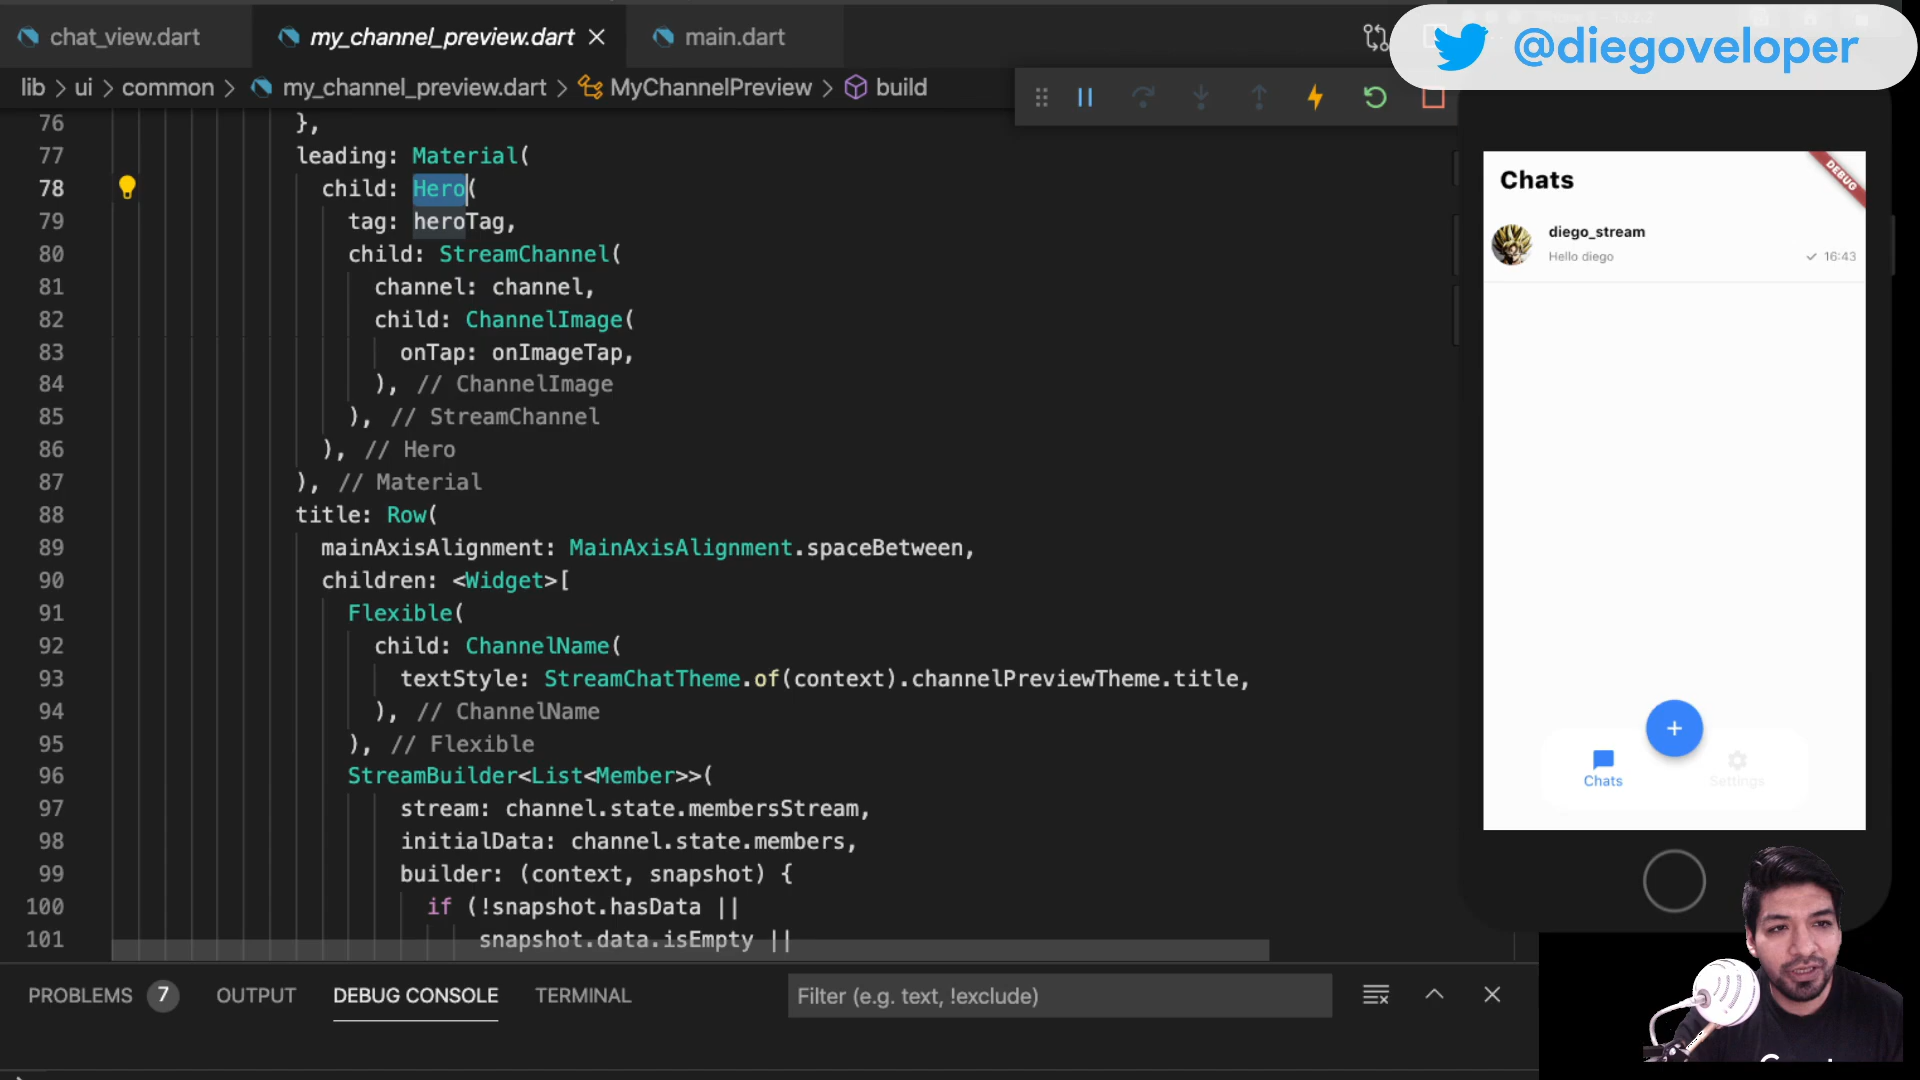 chat_view.dart
my_channel_preview.dart
main.dart
@diegoveloper
lib > ui > common > my_channel_preview.dart > MyChannelPreview > build
76 },
77 leading: Material(
78 child: Hero(
79 tag: heroTag,
80 child: StreamChannel(
81 channel: channel,
82 child: ChannelImage(
83 onTap: onImageTap,
84 ), // ChannelImage
85 ), // StreamChannel
86 ), // Hero
87 ), // Material
88 title: Row(
89 mainAxisAlignment: MainAxisAlignment.spaceBetween,
90 children: <Widget>[
91 Flexible(
92 child: ChannelName(
93 textStyle: StreamChatTheme.of(context).channelPreviewTheme.title,
94 ), // ChannelName
95 ), // Flexible
96 StreamBuilder<List<Member>>(
97 stream: channel.state.membersStream,
98 initialData: channel.state.members,
99 builder: (context, snapshot) {
100 if (!snapshot.hasData ||
101 snapshot.data.isEmpty ||
Chats
DEBUG
diego_stream
Hello diego
16:43
+
Chats
Settings
PROBLEMS 7 OUTPUT DEBUG CONSOLE TERMINAL
Filter (e.g. text, !exclude)